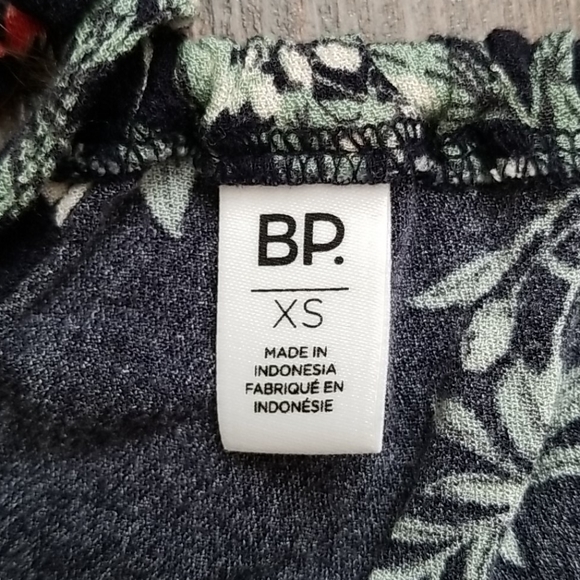 BP.
XS
MADE IN
INDONESIA
FABRIQUÉ EN
INDONÉSIE